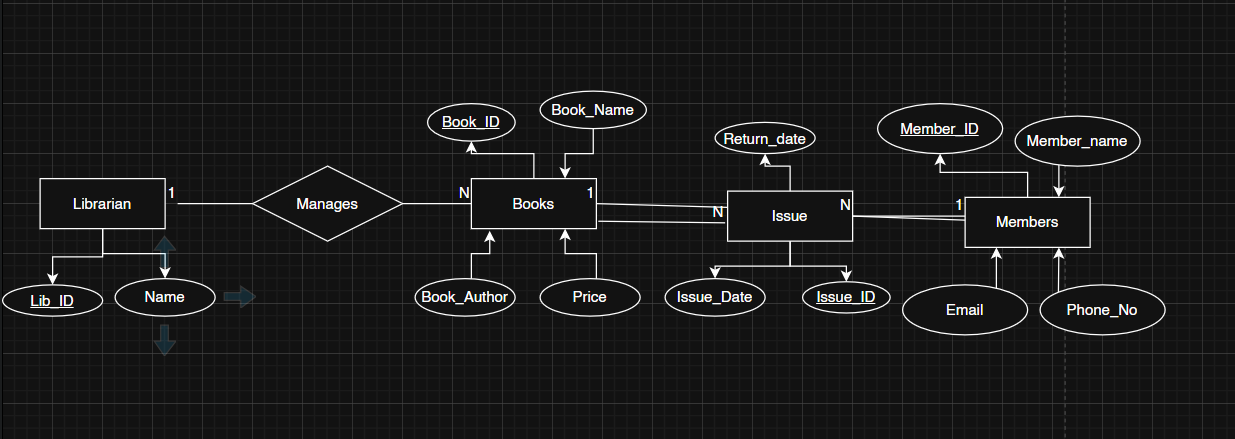 Book_ID
Book_Name
Return_date
Member_ID
Member_name
Librarian
1
Manages
N
Books
1
N
Issue
N
1
Members
Lib_ID
Name
Book_Author
Price
Issue_Date
Issue_ID
Email
Phone_No